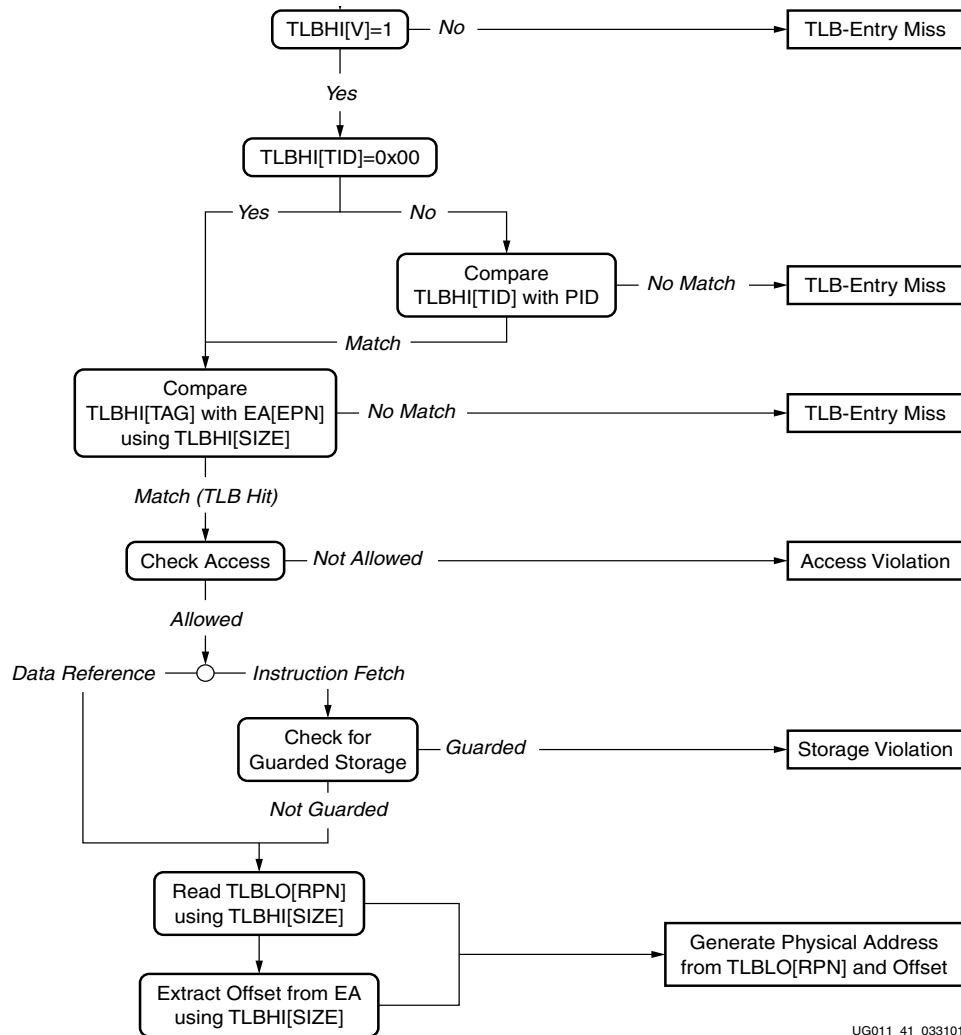 TLBHI[V]=1
No
TLB-Entry Miss
Yes
TLBHI[TID]=0x00
Yes
No
Compare
TLBHI[TID] with PID
No Match
TLB-Entry Miss
Match
Compare
TLBHI[TAG] with EA[EPN]
using TLBHI[SIZE]
No Match
TLB-Entry Miss
Match (TLB Hit)
Check Access
Not Allowed
Access Violation
Allowed
Data Reference
Instruction Fetch
Check for
Guarded Storage
Guarded
Storage Violation
Not Guarded
Read TLBLO[RPN]
using TLBHI[SIZE]
Generate Physical Address
from TLBLO[RPN] and Offset
Extract Offset from EA
using TLBHI[SIZE]
UG011_41_033101